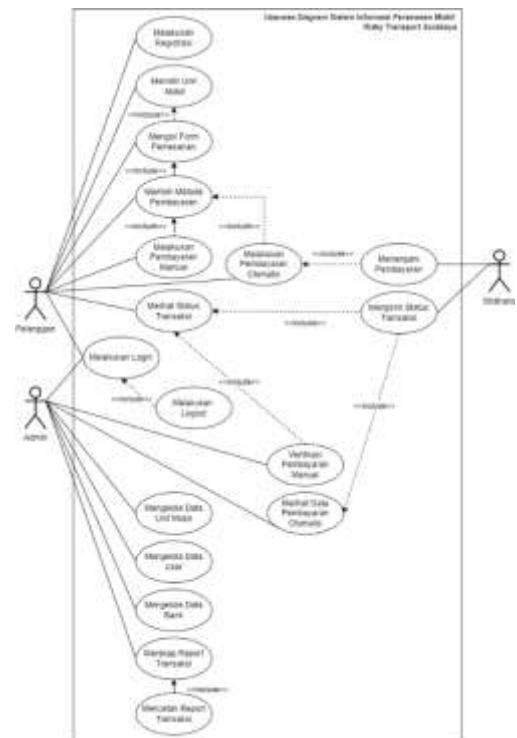 Usecase Diagram Sistem Informasi Pemesanan Mobil
Rizky Transport Surabaya
Melakukan
Registrasi
Memilih Unit
Mobil
<<include>>
Mengisi Form
Pemesanan
<<include>>
Memilih Metode
Pembayaran
<<include>>
<<include>>
Melakukan
Pembayaran
Manual
Melakukan
Pembayaran
Otomatis
<<include>>
Menangani
Pembayaran
Pelanggan
Melihat Status
Transaksi
<<include>>
Mengirim Status
Transaksi
Midtrans
Melakukan Login
<<include>>
<<include>>
<<include>>
Melakukan
Logout
Admin
Verifikasi
Pembayaran
Manual
Mengelola Data
Unit Mobil
Melihat Data
Pembayaran
Otomatis
Mengelola Data
User
Mengelola Data
Bank
Merekap Report
Transaksi
<<include>>
Mencetak Report
Transaksi